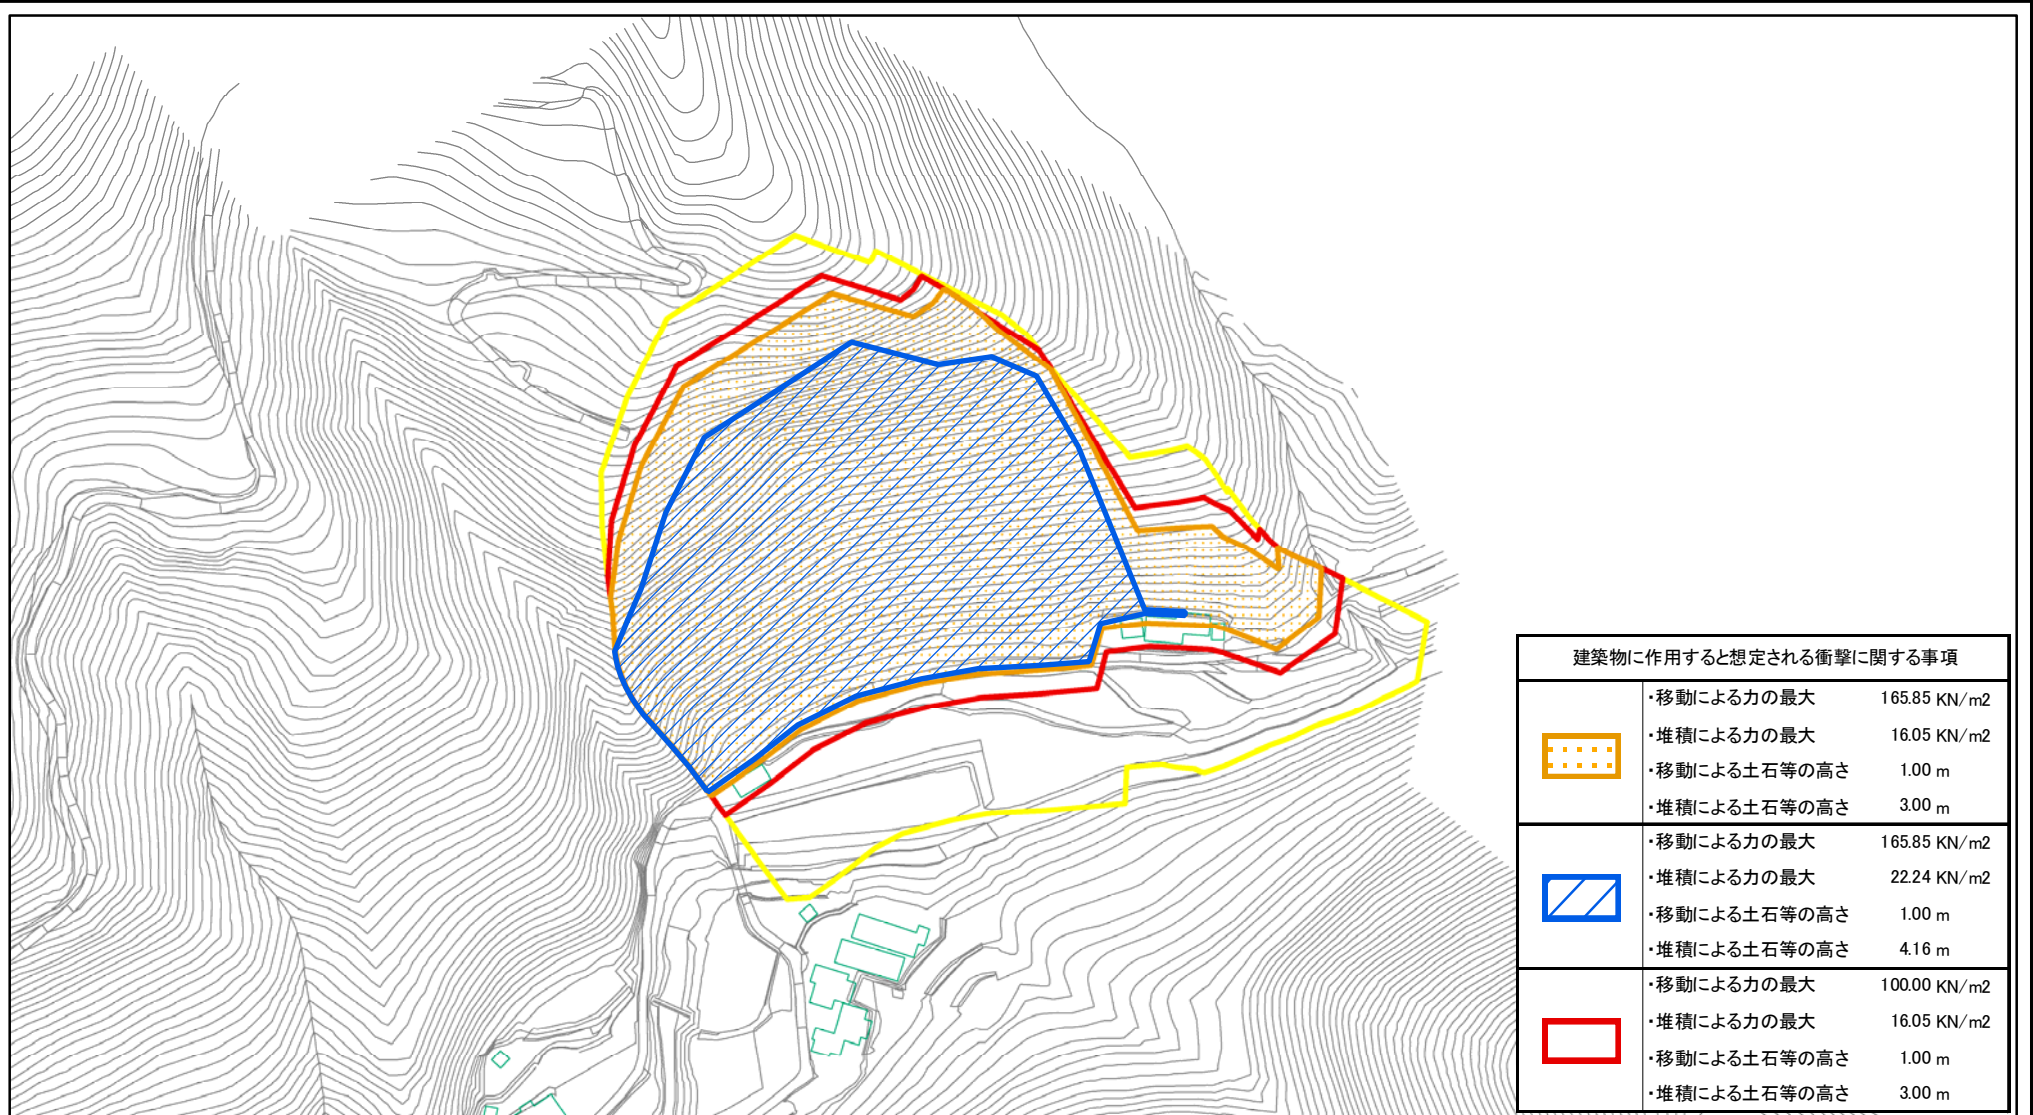 建築物に作用すると想定される衝撃に関する事項
・移動による力の最大 165.85 KN/m2
・堆積による力の最大 16.05 KN/m2
・移動による土石等の高さ 1.00 m
・堆積による土石等の高さ 3.00 m
・移動による力の最大 165.85 KN/m2
・堆積による力の最大 22.24 KN/m2
・移動による土石等の高さ 1.00 m
・堆積による土石等の高さ 4.16 m
・移動による力の最大 100.00 KN/m2
・堆積による力の最大 16.05 KN/m2
・移動による土石等の高さ 1.00 m
・堆積による土石等の高さ 3.00 m